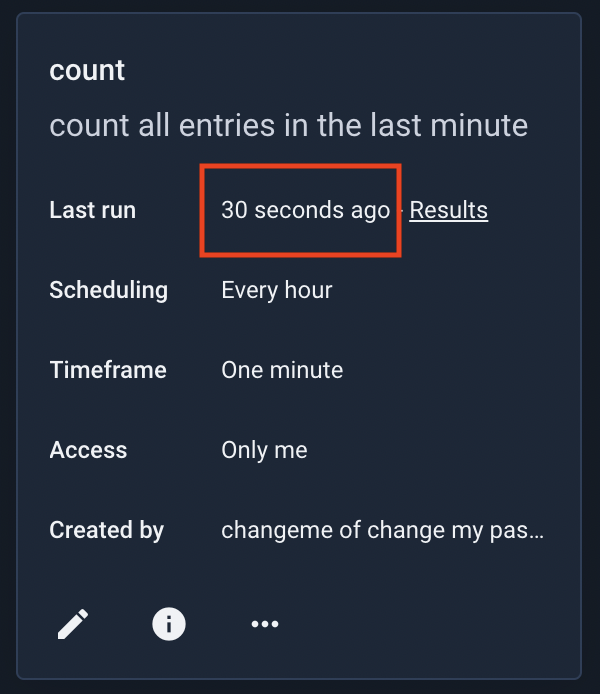 count
count all entries in the last minute
Last run 30 seconds ago - Results
Scheduling Every hour
Timeframe One minute
Access Only me
Created by changeme of change my pas...